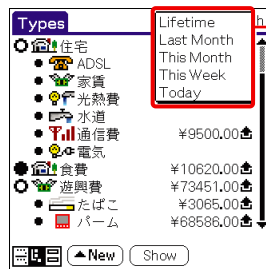 Types
Lifetime
Last Month
This Month
This Week
Today
住宅
ADSL
家賃
光熱費
水道
通信費 ¥9500.00
電気
食費 ¥10620.00
遊興費 ¥73451.00
たばこ ¥3065.00
パーム ¥68586.00
New Show